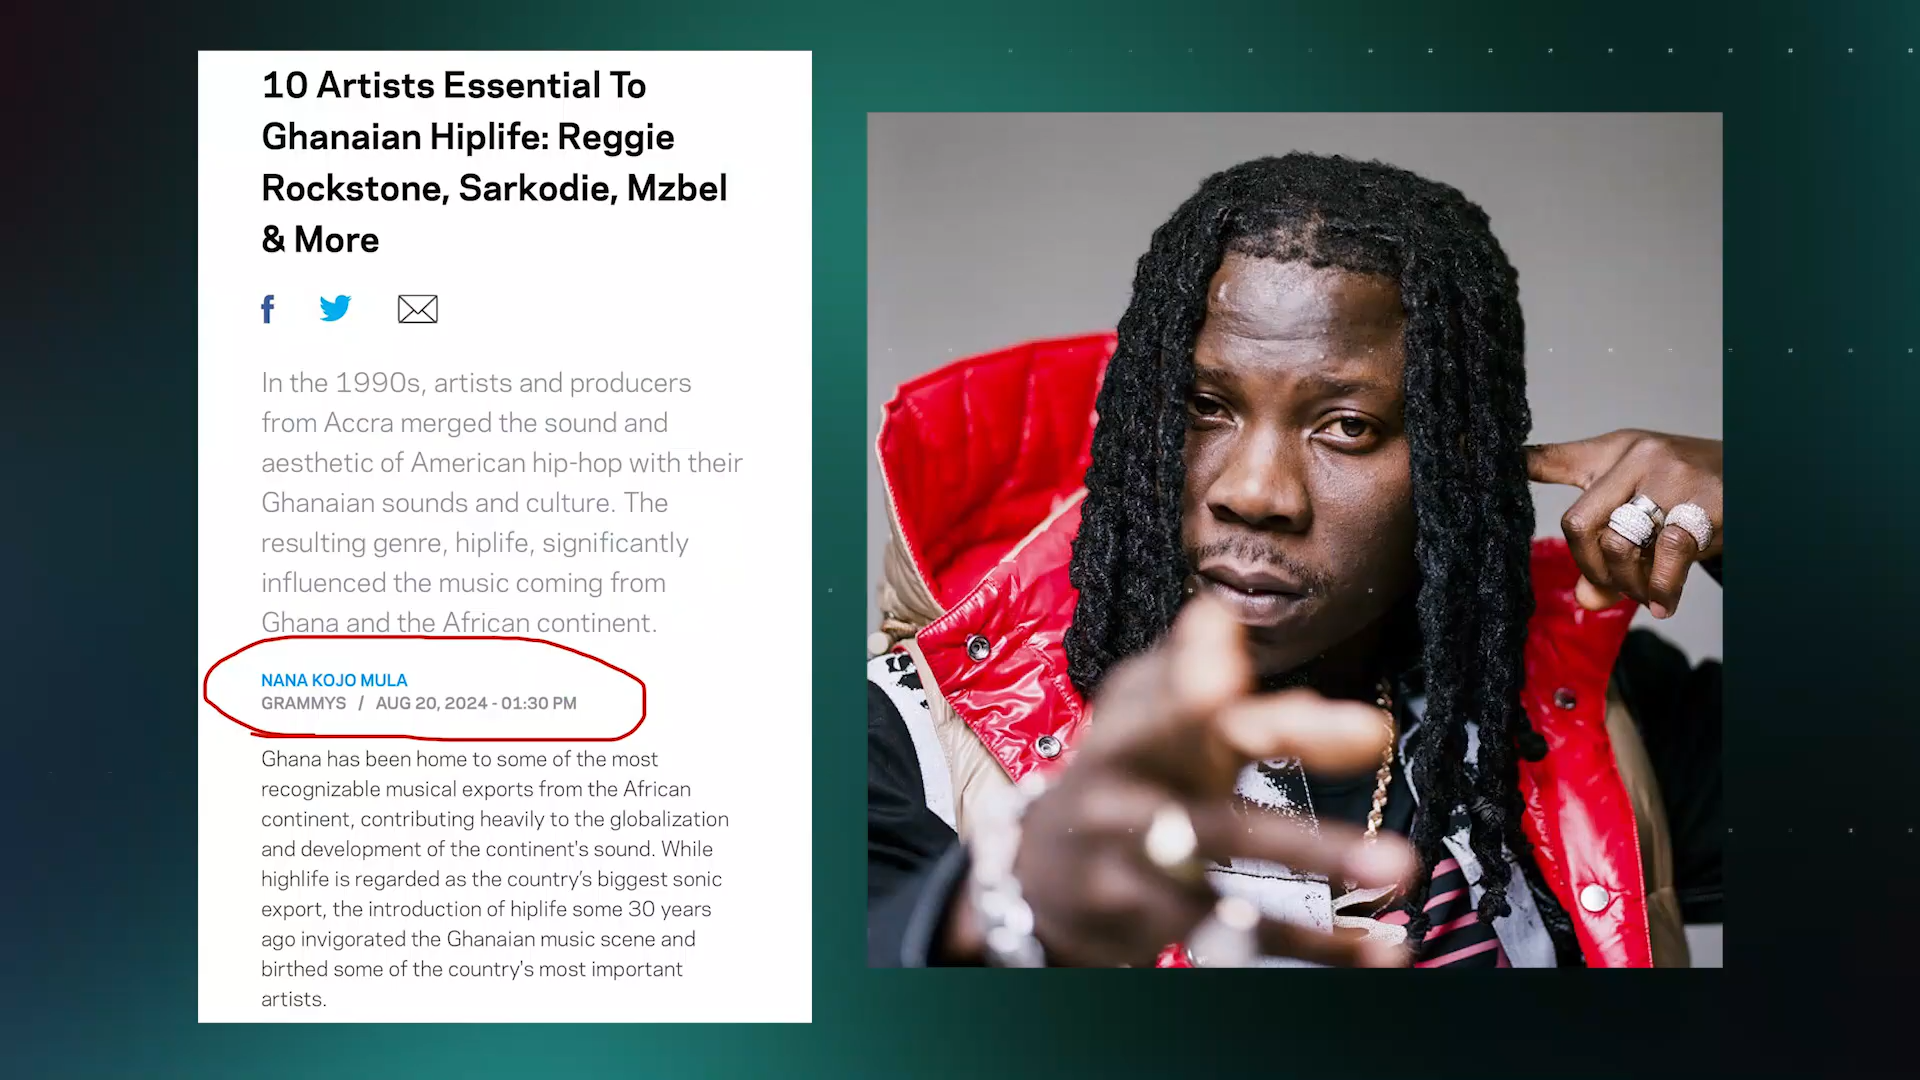 10 Artists Essential To
Ghanaian Hiplife: Reggie
Rockstone, Sarkodie, Mzbel
& More
In the 1990s, artists and producers
from Accra merged the sound and
aesthetic of American hip-hop with their
Ghanaian sounds and culture. The
resulting genre, hiplife, significantly
influenced the music coming from
Ghana and the African continent.
NANA KOJO MULA
GRAMMYS / AUG 20, 2024 - 01:30 PM
Ghana has been home to some of the most
recognizable musical exports from the African
continent, contributing heavily to the globalization
and development of the continent's sound. While
highlife is regarded as the country’s biggest sonic
export, the introduction of hiplife some 30 years
ago invigorated the Ghanaian music scene and
birthed some of the country's most important
artists.